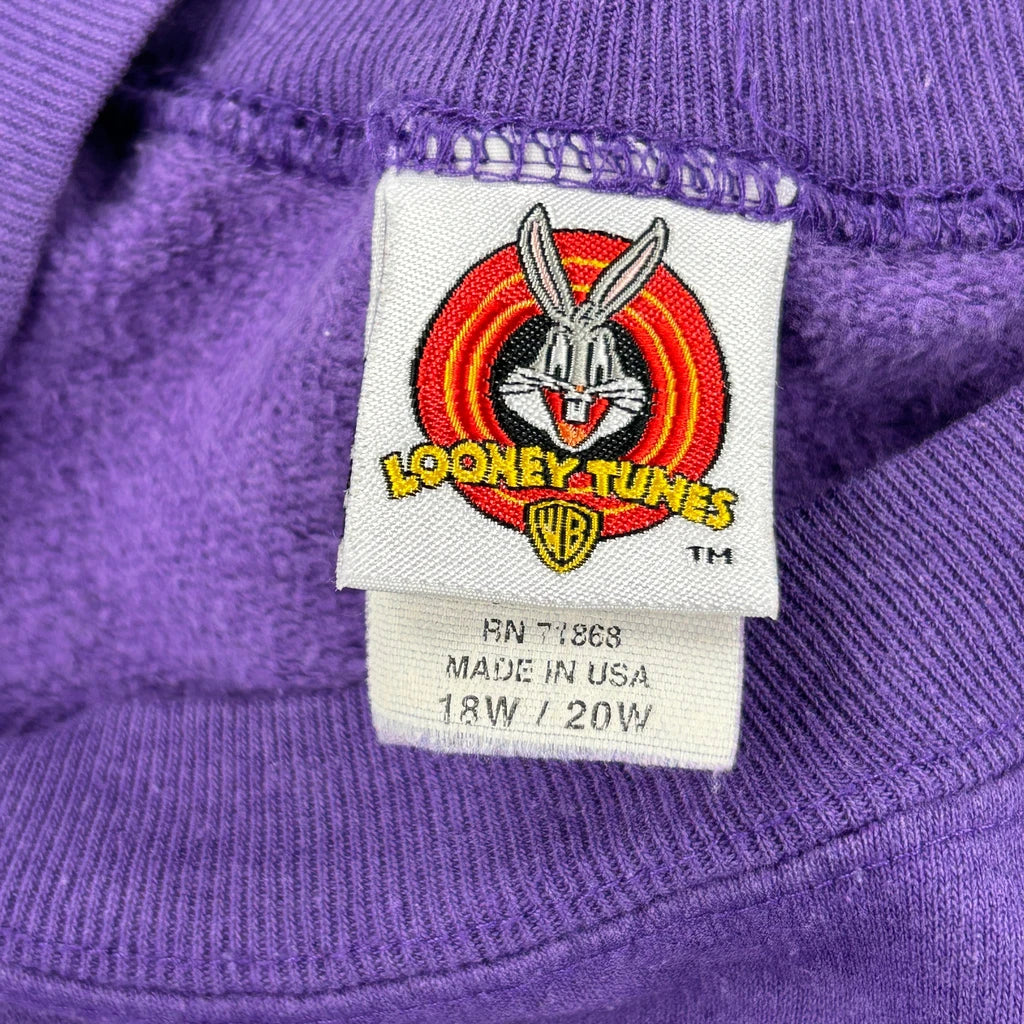 LOONEY TUNES
WB
TM
RN 71868
MADE IN USA
18W / 20W